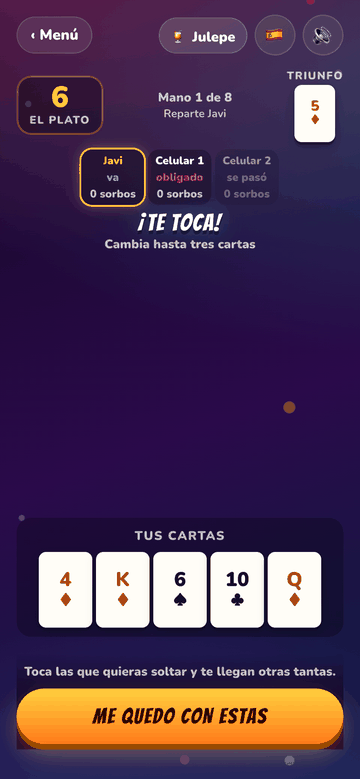 ‹ Menú
Julepe
TRIUNFO
6
EL PLATO
Mano 1 de 8
Reparte Javi
5
Javi
va
0 sorbos
Celular 1
obligado
0 sorbos
Celular 2
se pasó
0 sorbos
¡TE TOCA!
Cambia hasta tres cartas
TUS CARTAS
4 K 6 10 Q
Toca las que quieras soltar y te llegan otras tantas.
ME QUEDO CON ESTAS